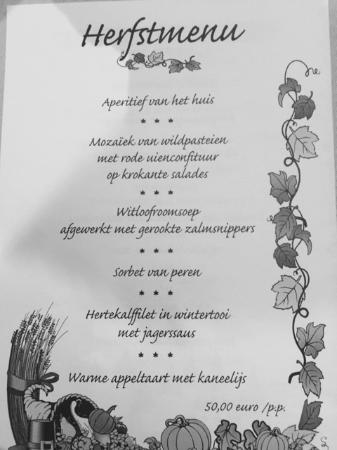 Herfstmenu
Aperitief van het huis
* * *
Mozaïek van wildpasteien
met rode uienconfituur
op krokante salades
* * *
Witloofroomsoep
afgewerkt met gerookte zalmsnippers
* * *
Sorbet van peren
* * *
Hertekalffilet in wintertooi
met jagerssaus
* * *
Warme appeltaart met kaneelijs
50,00 euro /p.p.